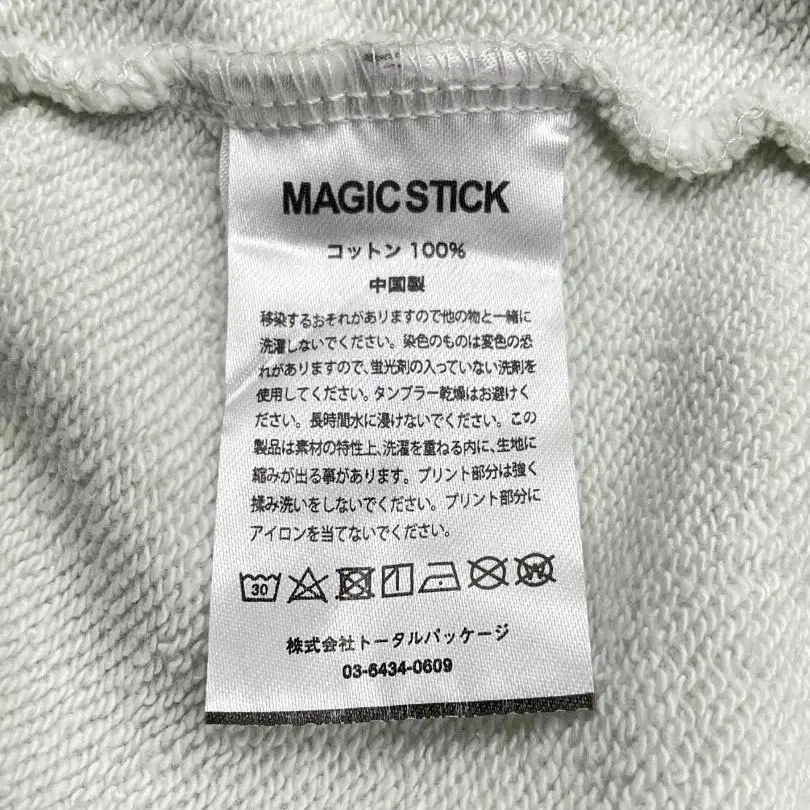 MAGIC STICK
コットン 100%
中国製
移染するおそれがありますので他の物と一緒に
洗濯しないでください。染色のものは変色の恐
れがありますので、蛍光剤の入っていない洗剤を
使用してください。タンブラー乾燥はお避けく
ださい。長時間水に浸けないでください。この
製品は素材の特性上、洗濯を重ねる内に、生地に
縮みが出る事があります。プリント部分は強く
揉み洗いをしないでください。プリント部分に
アイロンを当てないでください。
30 W
株式会社トータルパッケージ
03-6434-0609